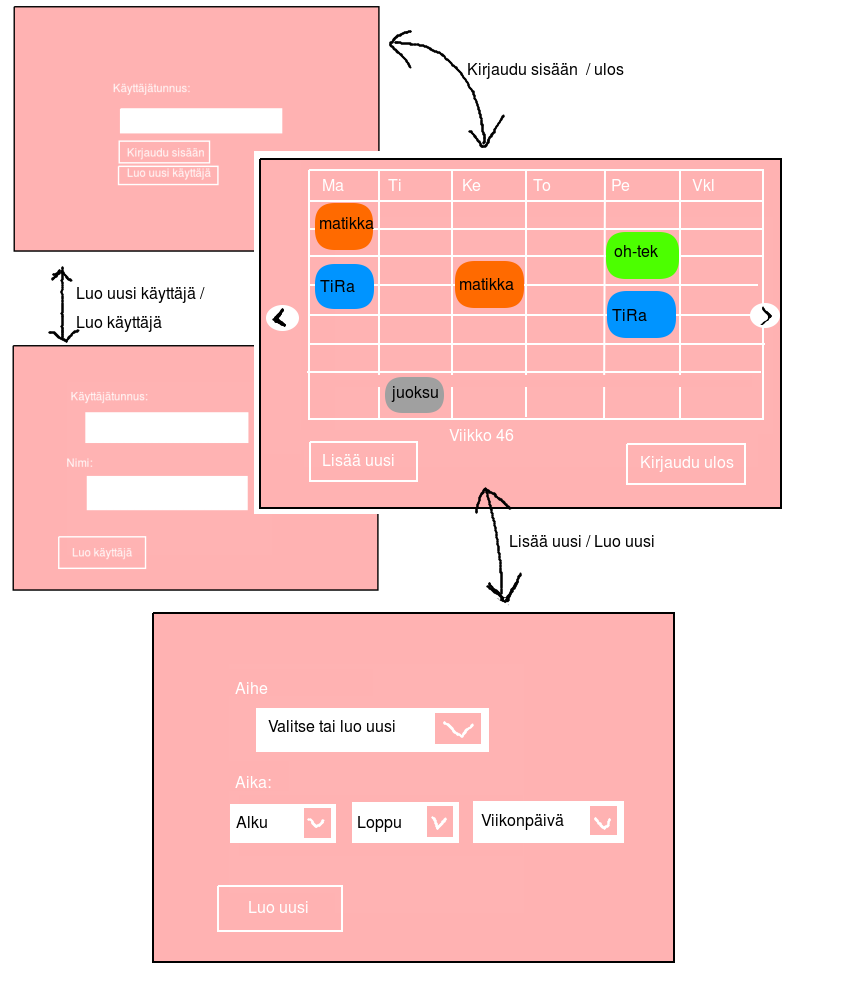 Käyttäjätunnus:
Kirjaudu sisään
Luo uusi käyttäjä
Kirjaudu sisään / ulos
Luo uusi käyttäjä /
Luo käyttäjä
Käyttäjätunnus:
Nimi:
Luo käyttäjä
Ma Ti Ke To Pe Vkl
matikka
oh-tek
TiRa
matikka
TiRa
juoksu
Viikko 46
Lisää uusi
Kirjaudu ulos
Lisää uusi / Luo uusi
Aihe
Valitse tai luo uusi
Aika:
Alku
Loppu
Viikonpäivä
Luo uusi